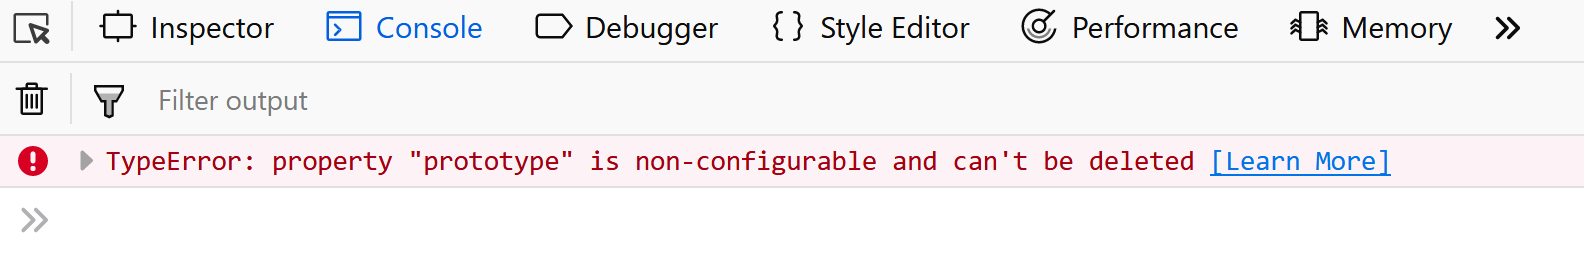 Inspector Console Debugger { } Style Editor Performance Memory »
Filter output
TypeError: property "prototype" is non-configurable and can't be deleted [Learn More]
»